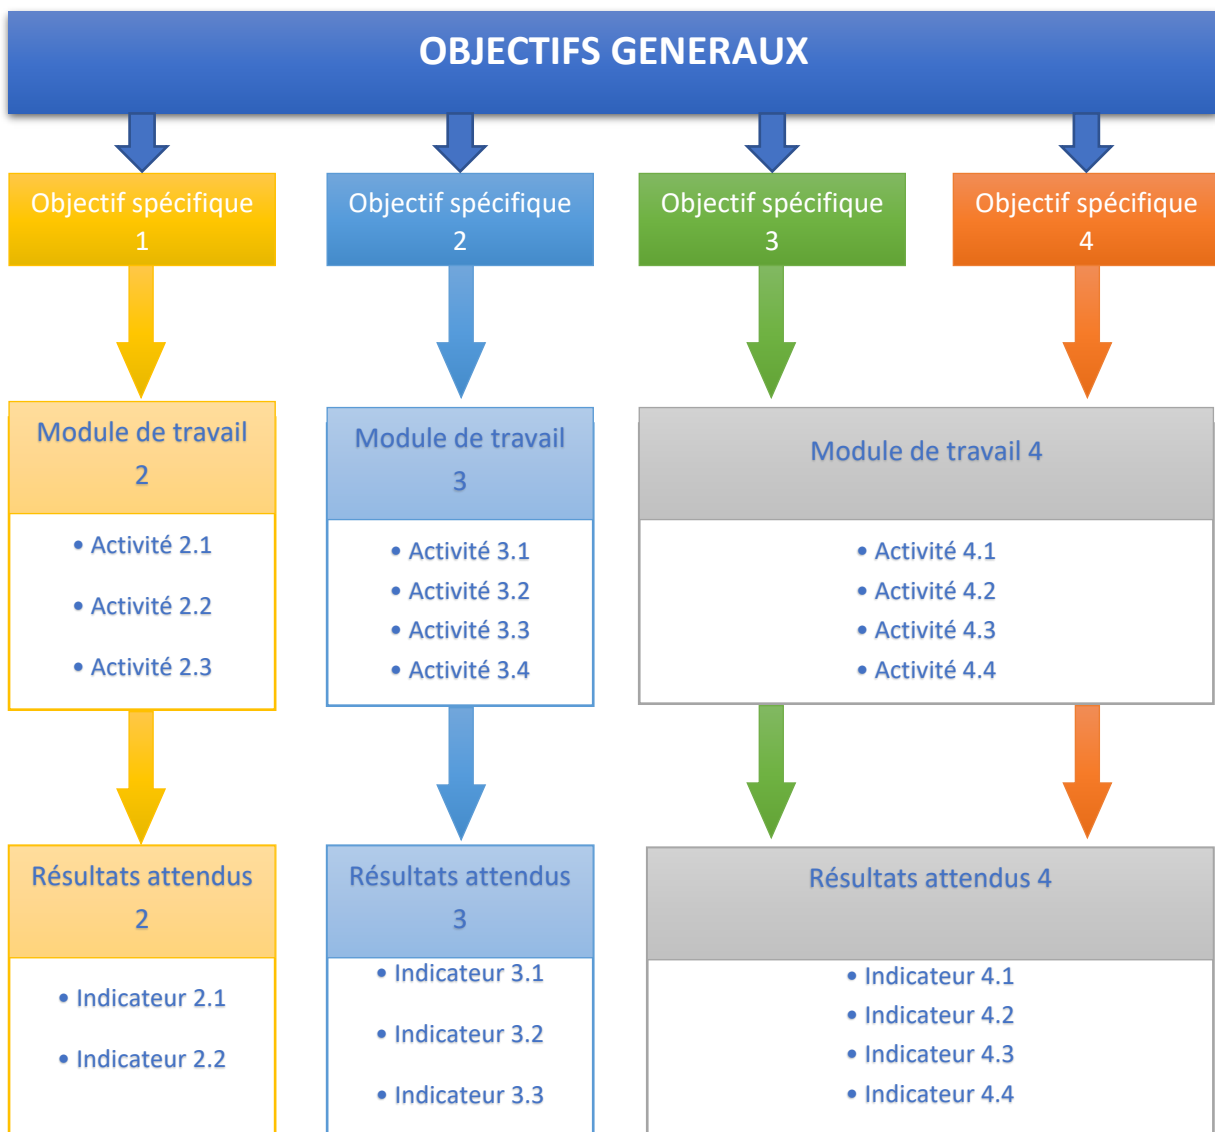 OBJECTIFS GENERAUX
Objectif spécifique
1
Objectif spécifique
2
Objectif spécifique
3
Objectif spécifique
4
Module de travail
2
• Activité 2.1
• Activité 2.2
• Activité 2.3
Module de travail
3
• Activité 3.1
• Activité 3.2
• Activité 3.3
• Activité 3.4
Module de travail 4
• Activité 4.1
• Activité 4.2
• Activité 4.3
• Activité 4.4
Résultats attendus
2
• Indicateur 2.1
• Indicateur 2.2
Résultats attendus
3
• Indicateur 3.1
• Indicateur 3.2
• Indicateur 3.3
Résultats attendus 4
• Indicateur 4.1
• Indicateur 4.2
• Indicateur 4.3
• Indicateur 4.4